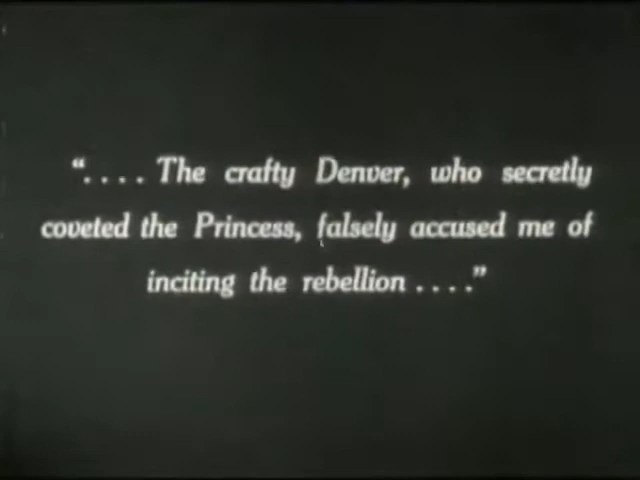 “.... The crafty Denver, who secretly
coveted the Princess, falsely accused me of
inciting the rebellion ....”